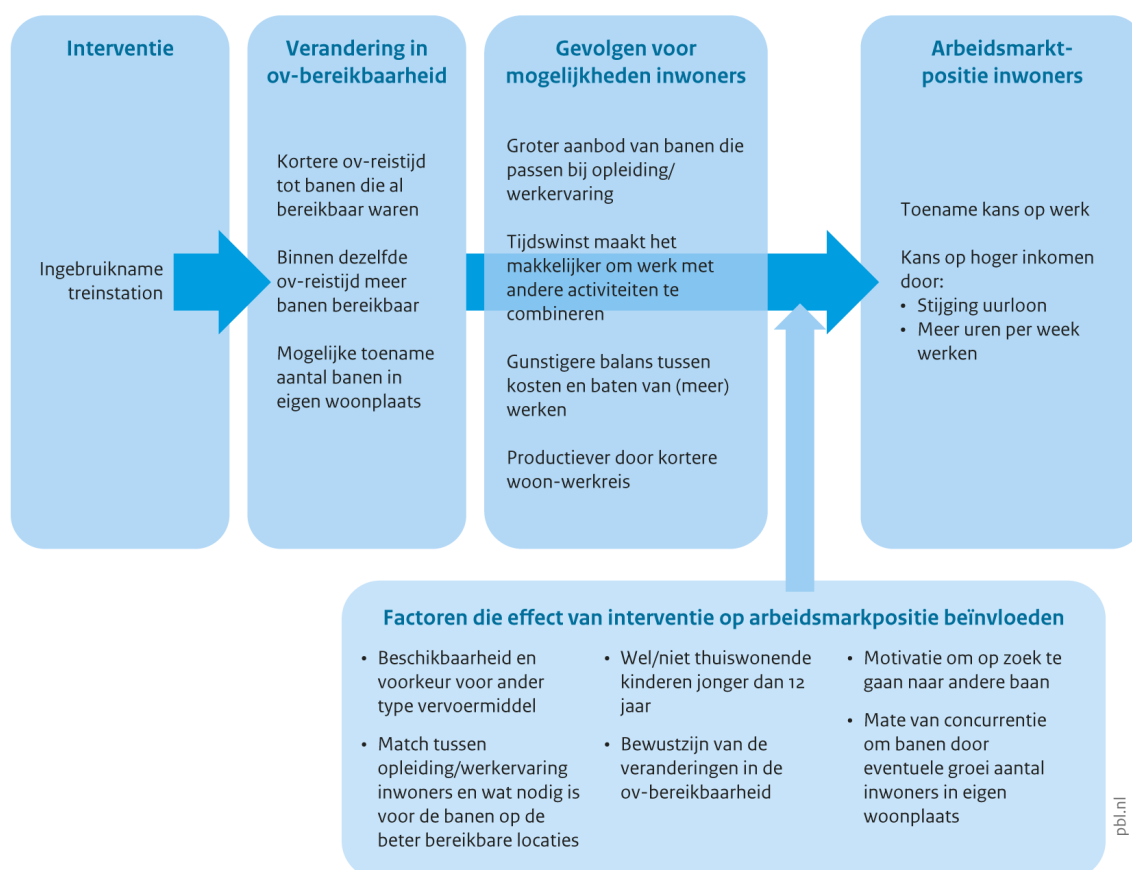 Interventie
Ingebruikname
treinstation
Verandering in
ov-bereikbaarheid
Kortere ov-reistijd
tot banen die al
bereikbaar waren
Binnen dezelfde
ov-reistijd meer
banen bereikbaar
Mogelijke toename
aantal banen in
eigen woonplaats
Gevolgen voor
mogelijkheden inwoners
Groter aanbod van banen die
passen bij opleiding/
werkervaring
Tijdswinst maakt het
makkelijker om werk met
andere activiteiten te
combineren
Gunstigere balans tussen
kosten en baten van (meer)
werken
Productiever door kortere
woon-werkreis
Arbeidsmarkt-
positie inwoners
Toename kans op werk
Kans op hoger inkomen
door:
• Stijging uurloon
• Meer uren per week
werken
Factoren die effect van interventie op arbeidsmarkpositie beïnvloeden
• Beschikbaarheid en
voorkeur voor ander
type vervoermiddel
• Match tussen
opleiding/werkervaring
inwoners en wat nodig is
voor de banen op de
beter bereikbare locaties
• Wel/niet thuiswonende
kinderen jonger dan 12
jaar
• Bewustzijn van de
veranderingen in de
ov-bereikbaarheid
• Motivatie om op zoek te
gaan naar andere baan
• Mate van concurrentie
om banen door
eventuele groei aantal
inwoners in eigen
woonplaats
pbl.nl